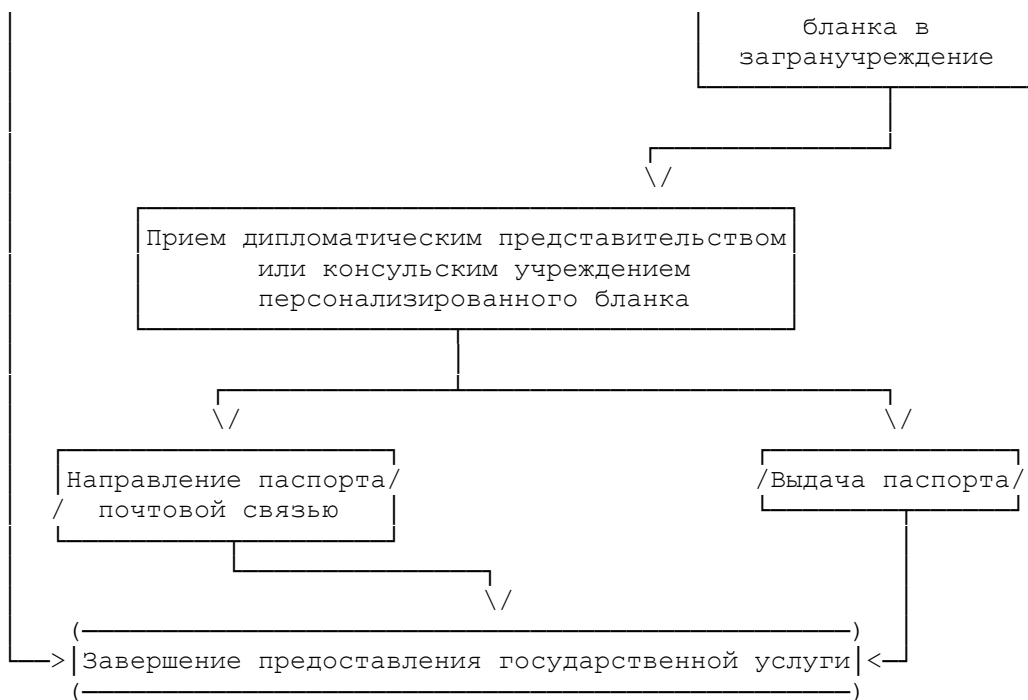 бланка в
загранучреждение
Прием дипломатическим представительством
или консульским учреждением
персонализированного бланка
Направление паспорта
почтовой связью
Выдача паспорта
Завершение предоставления государственной услуги